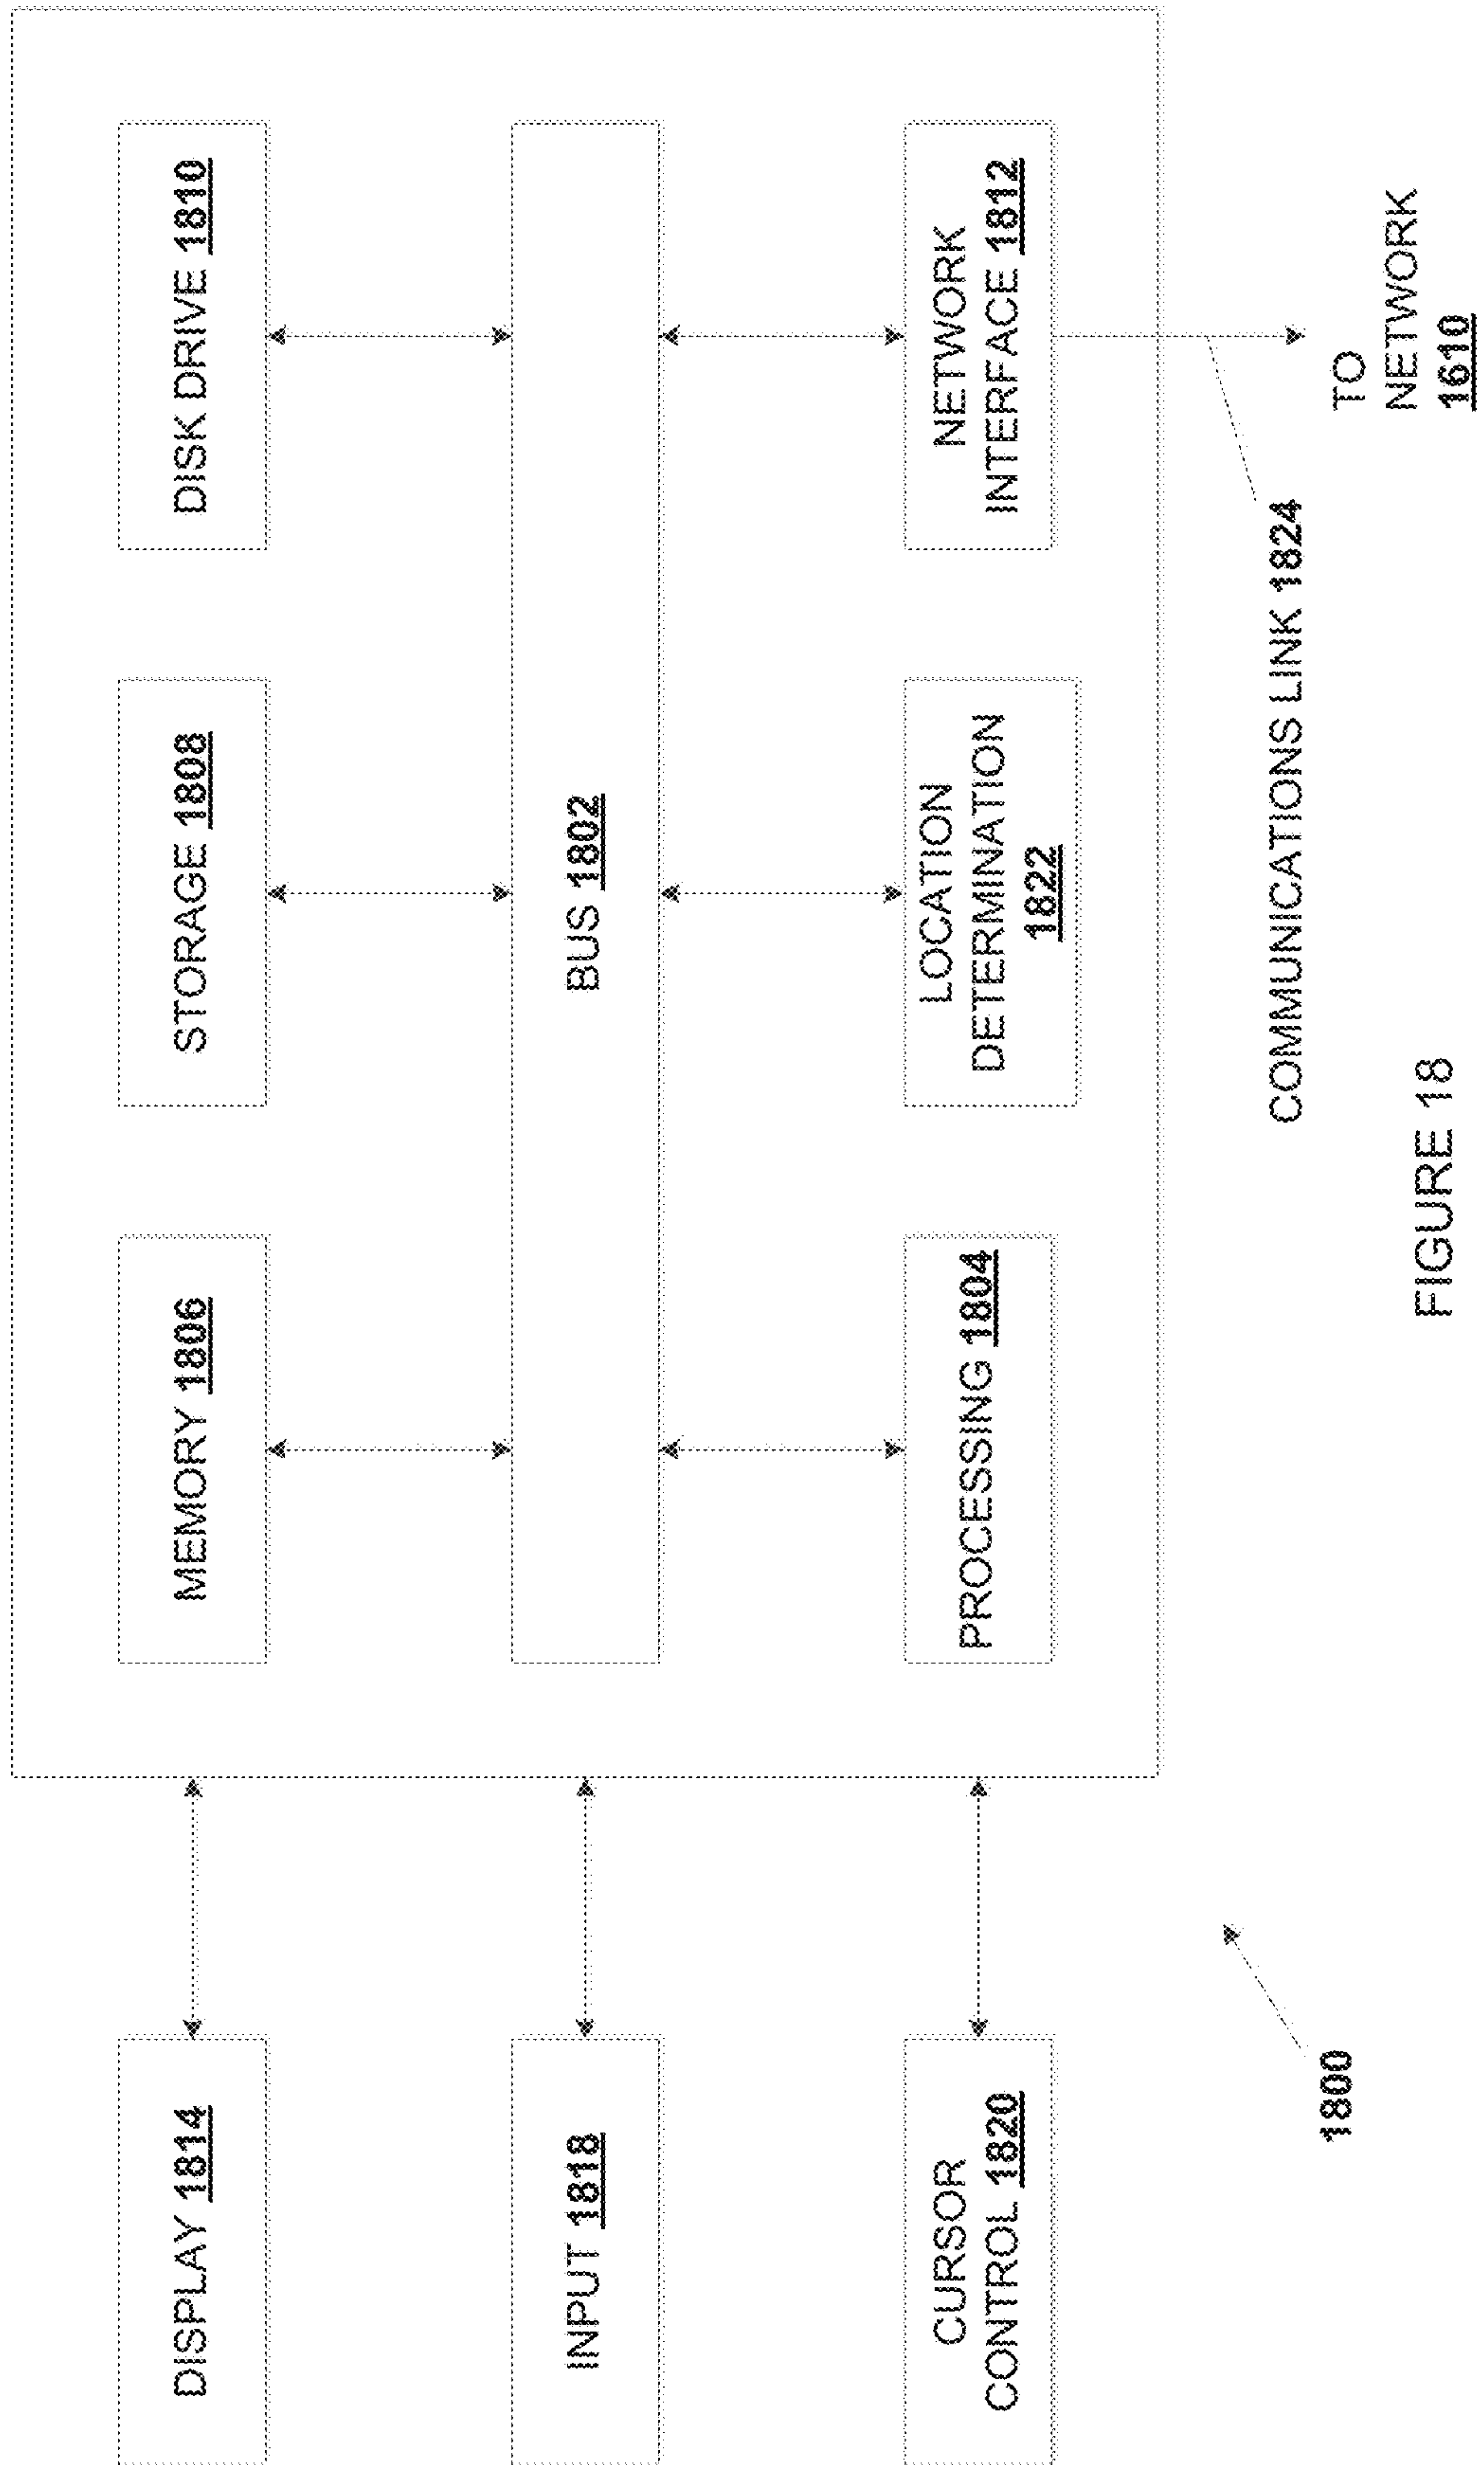 DISPLAY 1814
MEMORY 1806
STORAGE 1808
DISK DRIVE 1810
INPUT 1818
BUS 1802
CURSOR
CONTROL 1820
PROCESSING 1804
LOCATION
DETERMINATION
1822
NETWORK
INTERFACE 1812
COMMUNICATIONS LINK 1824
1800
TO
NETWORK
1610
FIGURE 18